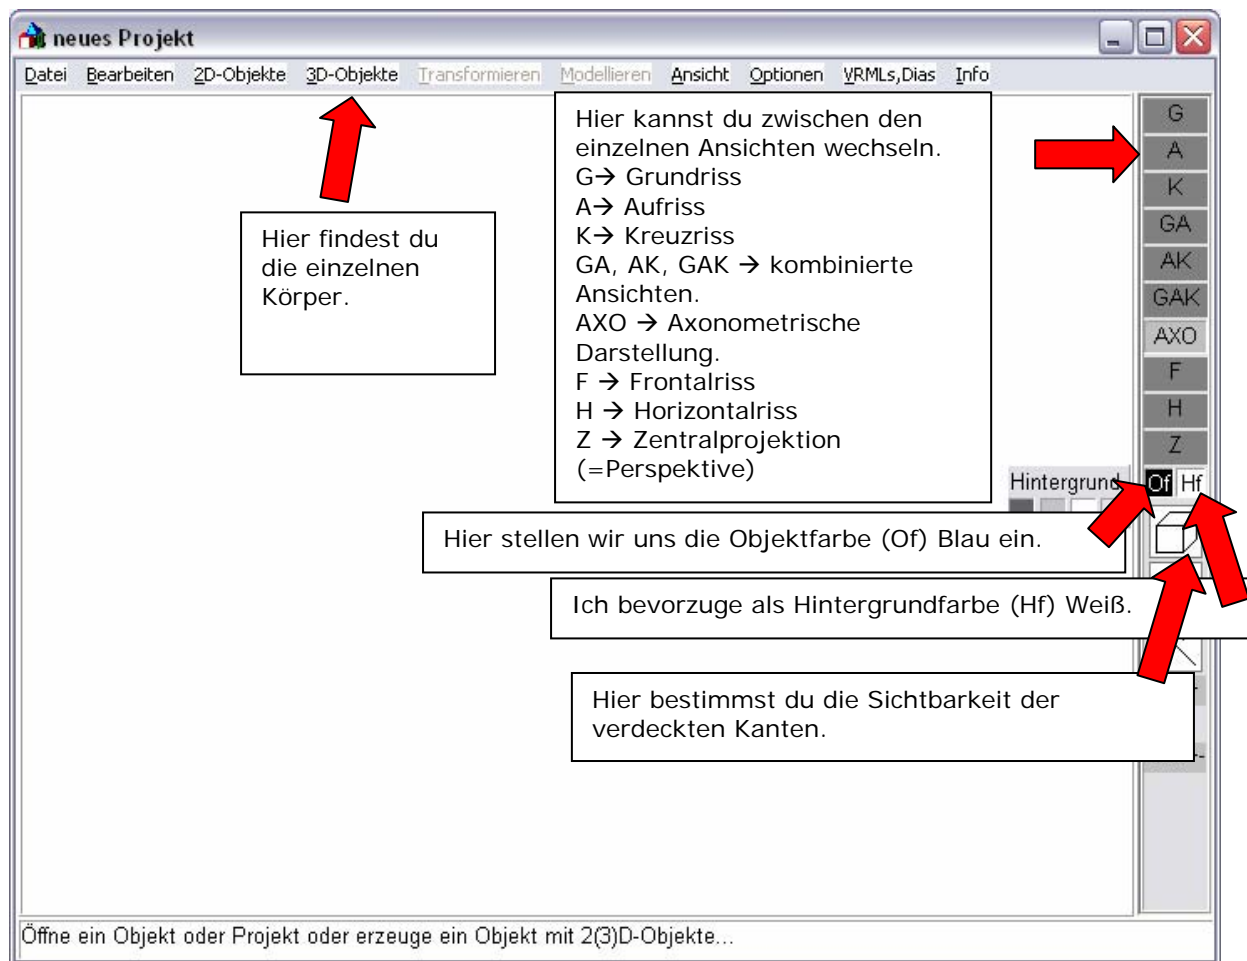 neues Projekt
Datei Bearbeiten 2D-Objekte 3D-Objekte Transformieren Modellieren Ansicht Optionen VRMLs,Dias Info
Hier findest du
die einzelnen
Körper.
Hier kannst du zwischen den
einzelnen Ansichten wechseln.
G→ Grundriss
A→ Aufriss
K→ Kreuzriss
GA, AK, GAK → kombinierte
Ansichten.
AXO → Axonometrische
Darstellung.
F → Frontalriss
H → Horizontalriss
Z → Zentralprojektion
(=Perspektive)
G
A
K
GA
AK
GAK
AXO
F
H
Z
Hintergrund
Of Hf
Hier stellen wir uns die Objektfarbe (Of) Blau ein.
Ich bevorzuge als Hintergrundfarbe (Hf) Weiß.
Hier bestimmst du die Sichtbarkeit der
verdeckten Kanten.
Öffne ein Objekt oder Projekt oder erzeuge ein Objekt mit 2(3)D-Objekte...